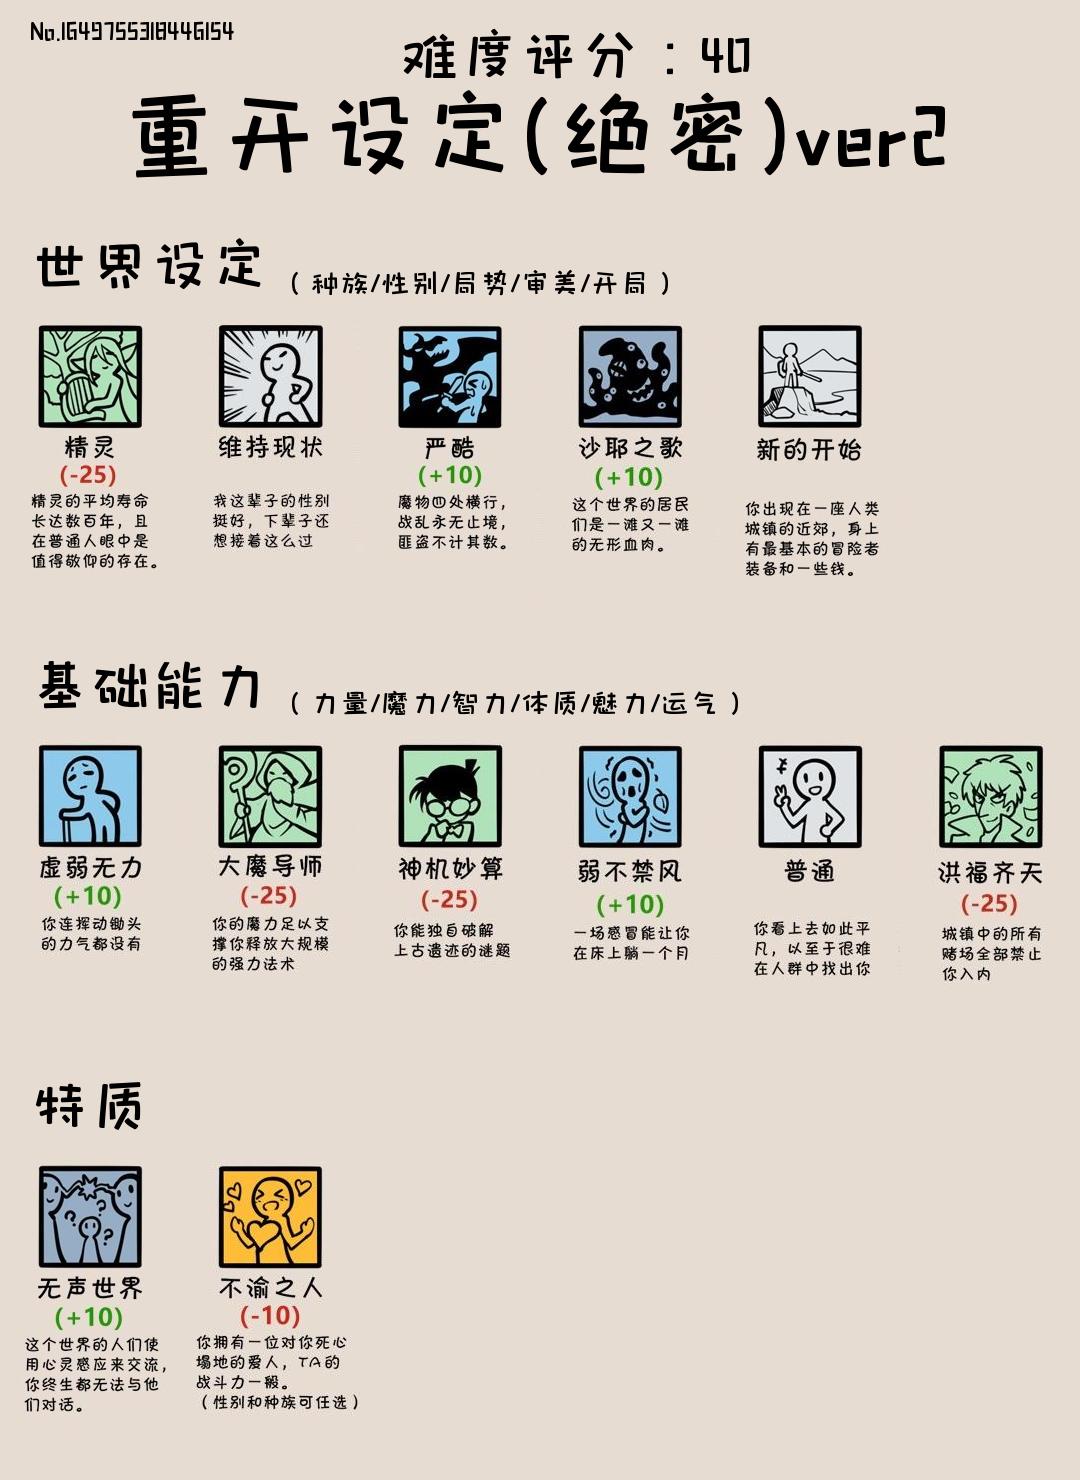 No.1649755318446154
难度评分：40
重开设定(绝密)ver2
世界设定（种族/性别/局势/审美/开局）
精灵
(-25)
精灵的平均寿命
长达数百年，且
在普通人眼中是
值得敬仰的存在。
维持现状
我这辈子的性别
挺好，下辈子还
想接着这么过
严酷
(+10)
魔物四处横行，
战乱永无止境，
匪盗不计其数。
沙耶之歌
(+10)
这个世界的居民
们是一滩又一滩
的无形血肉。
新的开始
你出现在一座人类
城镇的近郊，身上
有最基本的冒险者
装备和一些钱。
基础能力（力量/魔力/智力/体质/魅力/运气）
虚弱无力
(+10)
你连挥动锄头
的力气都没有
大魔导师
(-25)
你的魔力足以支
撑你释放大规模
的强力法术
神机妙算
(-25)
你能独自破解
上古遗迹的谜题
弱不禁风
(+10)
一场感冒能让你
在床上躺一个月
普通
你看上去如此平
凡，以至于很难
在人群中找出你
洪福齐天
(-25)
城镇中的所有
赌场全部禁止
你入内
特质
无声世界
(+10)
这个世界的人们使
用心灵感应来交流，
你终生都无法与他
们对话。
不渝之人
(-10)
你拥有一位对你死心
塌地的爱人，TA的
战斗力一般。
（性别和种族可任选）